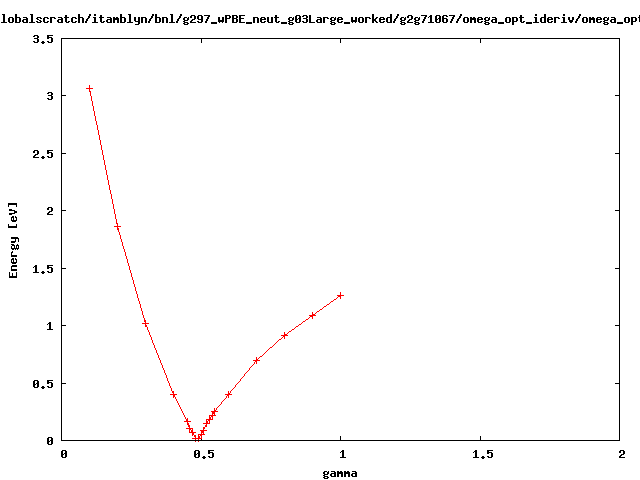 lobalscratch/itamblyn/bnl/g297_wPBE_neut_g03Large_worked/g2g71067/omega_opt_ideriv/omega_opt
3.5
3
2.5
2
1.5
1
0.5
0
Energy [eV]
0 0.5 1 1.5 2
gamma